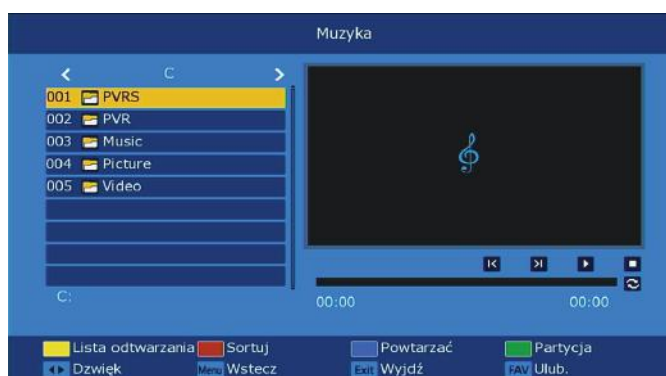 Muzyka
C
001 PVRS
002 PVR
003 Music
004 Picture
005 Video
C:
00:00 00:00
Lista odtwarzania Sortuj Powtarzać Partycja
Dzwięk Menu Wstecz Exit Wyjdź FAV Ulub.